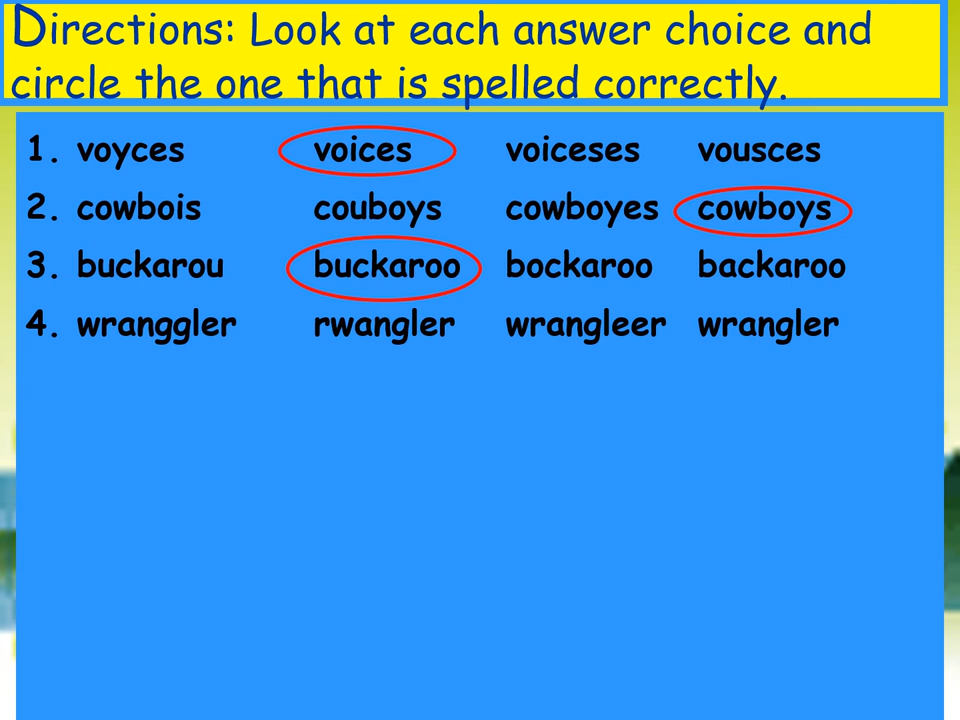 Directions: Look at each answer choice and
circle the one that is spelled correctly.
1. voyces voices voiceses vousces
2. cowbois couboys cowboyes cowboys
3. buckarou buckaroo bockaroo backaroo
4. wranggler rwangler wrangleer wrangler